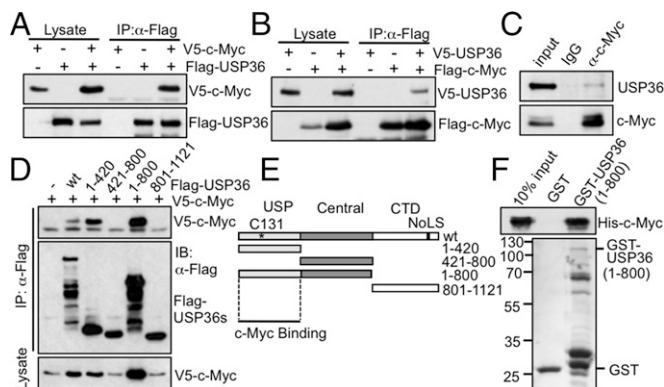 A
Lysate IP:α-Flag
+ - + + - + V5-c-Myc
- + + - + + Flag-USP36
V5-c-Myc
Flag-USP36
B
Lysate IP:α-Flag
+ - + + - + V5-USP36
- + + - + + Flag-c-Myc
V5-USP36
Flag-c-Myc
C
input IgG α-c-Myc
USP36
c-Myc
D
- wt 1-420 421-800 1-800 801-1121 Flag-USP36
+ + + + + + V5-c-Myc
IP: α-Flag
V5-c-Myc
IB:
α-Flag
Flag-
USP36s
Lysate
V5-c-Myc
E
USP Central CTD
C131 NoLS
* wt
1-420
421-800
1-800
801-1121
c-Myc Binding
F
10% input GST GST-USP36 (1-800)
His-c-Myc
130
100
70
55
35
25
GST-
USP36
(1-800)
GST